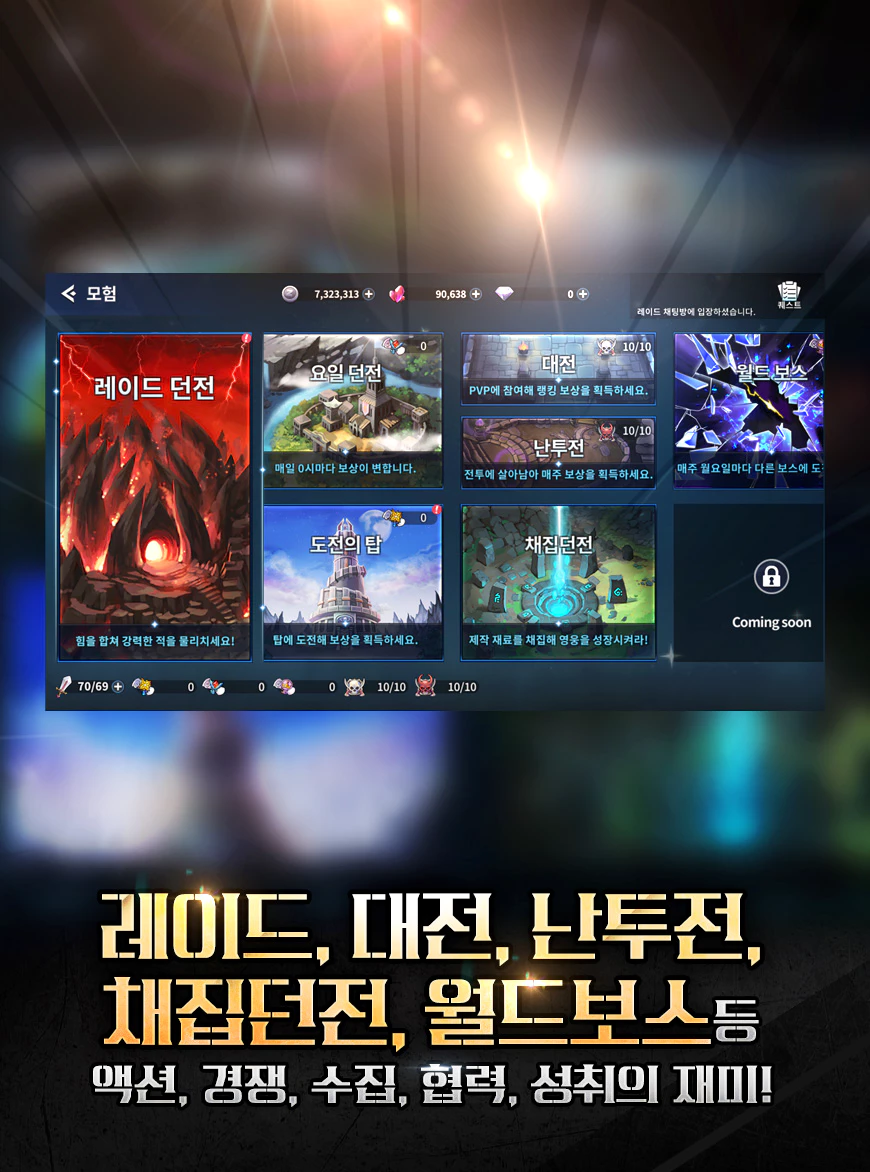 모험
7,323,313
90,638
0
퀘스트
레이드 채팅방에 입장하셨습니다.
레이드 던전
힘을 합쳐 강력한 적을 물리치세요!
0
요일 던전
매일 0시마다 보상이 변합니다.
0
도전의 탑
탑에 도전해 보상을 획득하세요.
10/10
대전
PVP에 참여해 랭킹 보상을 획득하세요.
10/10
난투전
전투에 살아남아 매주 보상을 획득하세요.
채집던전
제작 재료를 채집해 영웅을 성장시켜라!
월드 보스
매주 월요일마다 다른 보스에
Coming soon
70/69 0 0 0 10/10 10/10
레이드, 대전, 난투전,
채집던전, 월드보스등
액션, 경쟁, 수집, 협력, 성취의 재미!